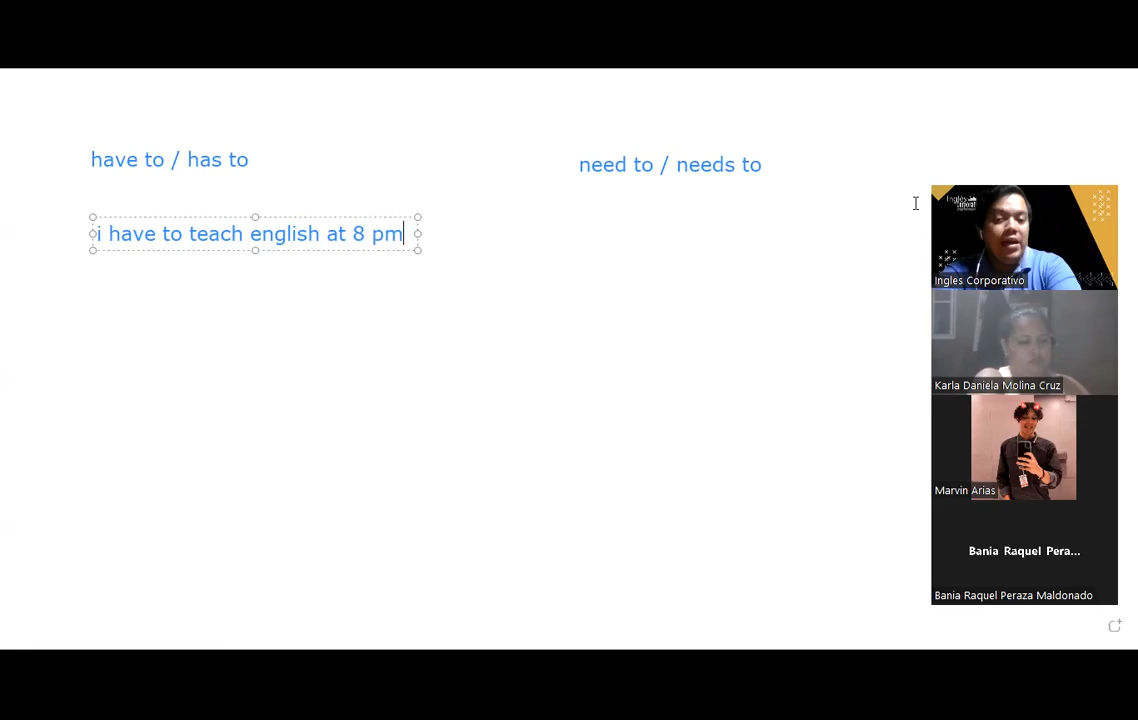 have to / has to
need to / needs to
i have to teach english at 8 pm
Inglés
Ingles Corporativo
Karla Daniela Molina Cruz
Marvin Arias
Bania Raquel Pera...
Bania Raquel Peraza Maldonado